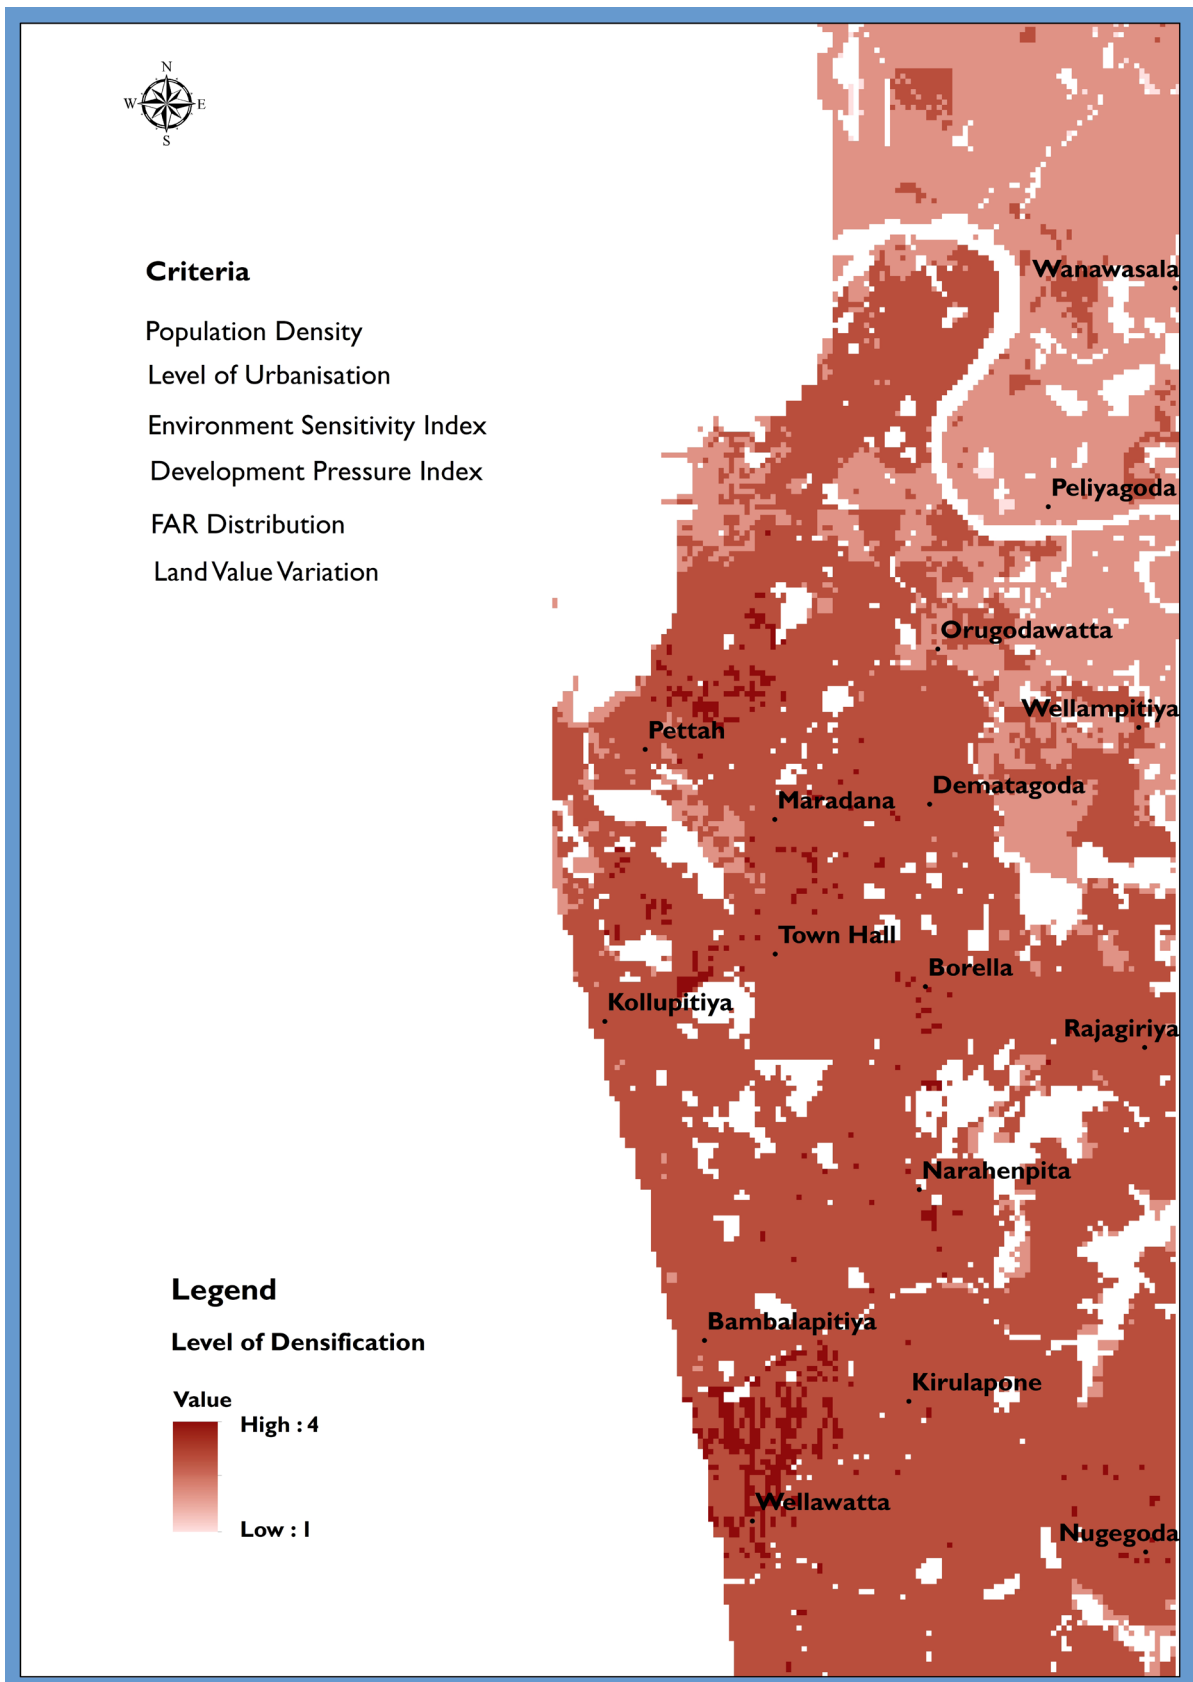 N
W E
S
Criteria
Population Density
Level of Urbanisation
Environment Sensitivity Index
Development Pressure Index
FAR Distribution
Land Value Variation
Wanawasala
Peliyagoda
Orugodawatta
Wellampitiya
Pettah
Dematagoda
Maradana
Town Hall
Borella
Kollupitiya
Rajagiriya
Narahenpita
Bambalapitiya
Kirulapone
Wellawatta
Nugegoda
Legend
Level of Densification
Value
High : 4
Low : 1